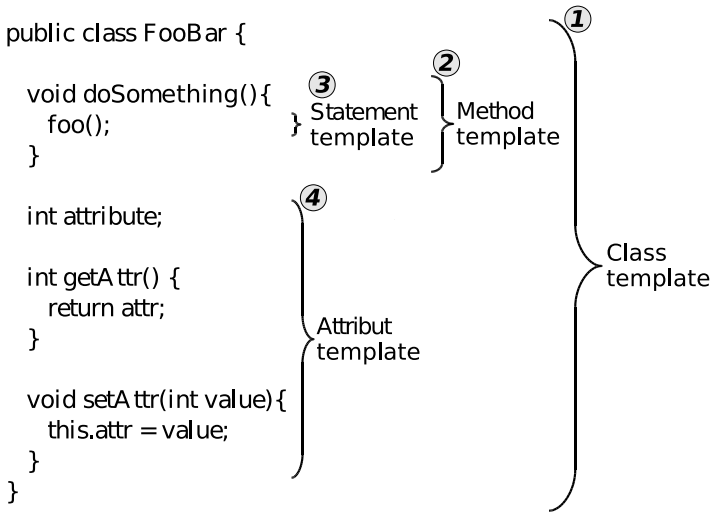 1
public class FooBar {
3
2
void doSomething(){
Statement
template
Method
template
foo();
}
4
int attribute;
Class
template
int getAttr() {
return attr;
}
Attribut
template
void setAttr(int value){
this.attr = value;
}
}